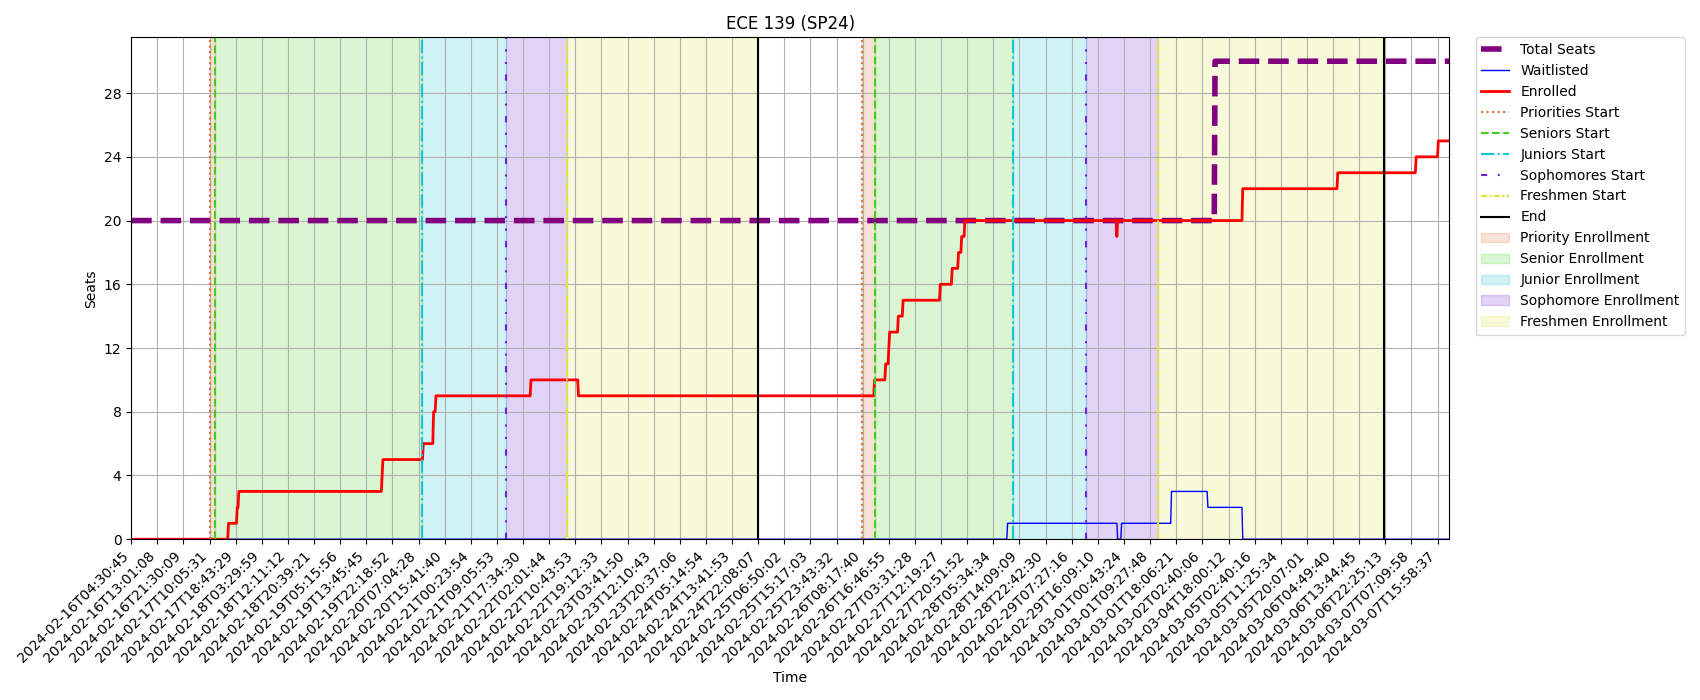 ECE 139 (SP24)
Seats
28
24
20
16
12
8
4
0
2024-02-16T04:30:45
2024-02-16T13:01:08
2024-02-16T21:30:09
2024-02-17T10:05:31
2024-02-17T18:43:29
2024-02-18T03:29:59
2024-02-18T12:11:12
2024-02-18T20:39:21
2024-02-19T05:15:56
2024-02-19T13:45:45
2024-02-19T22:18:52
2024-02-20T07:04:28
2024-02-20T15:41:40
2024-02-21T00:23:54
2024-02-21T09:05:53
2024-02-21T17:34:30
2024-02-22T02:01:44
2024-02-22T10:43:53
2024-02-22T19:12:33
2024-02-23T03:41:50
2024-02-23T12:10:43
2024-02-23T20:37:06
2024-02-24T05:14:54
2024-02-24T13:41:53
2024-02-24T22:08:07
2024-02-25T06:50:02
2024-02-25T15:17:03
2024-02-25T23:43:32
2024-02-26T08:17:40
2024-02-26T16:46:55
2024-02-27T03:31:28
2024-02-27T12:19:27
2024-02-27T20:51:52
2024-02-28T05:34:34
2024-02-28T14:09:09
2024-02-28T22:42:30
2024-02-29T07:27:16
2024-02-29T16:09:10
2024-03-01T00:43:24
2024-03-01T09:27:48
2024-03-01T18:06:21
2024-03-02T02:40:06
2024-03-04T18:00:12
2024-03-05T02:40:16
2024-03-05T11:25:34
2024-03-05T20:07:01
2024-03-06T04:49:40
2024-03-06T13:44:45
2024-03-06T22:25:13
2024-03-07T07:09:58
2024-03-07T15:58:37
Time
Total Seats
Waitlisted
Enrolled
Priorities Start
Seniors Start
Juniors Start
Sophomores Start
Freshmen Start
End
Priority Enrollment
Senior Enrollment
Junior Enrollment
Sophomore Enrollment
Freshmen Enrollment